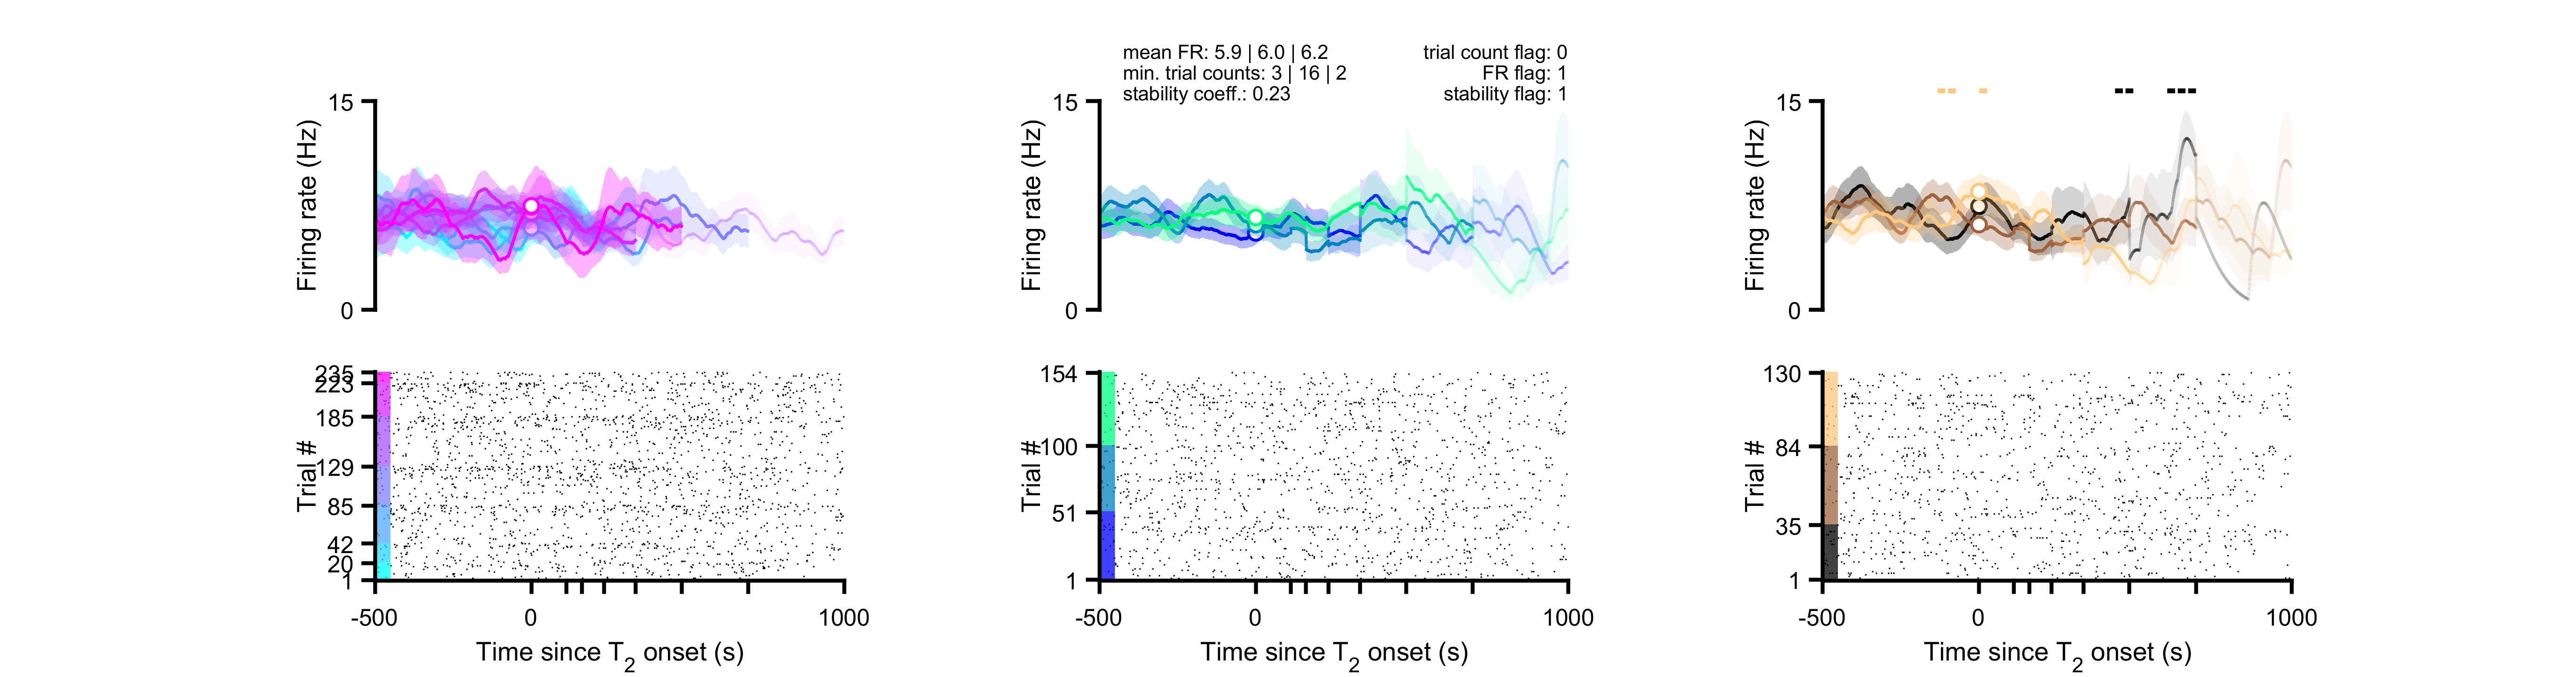 mean FR: 5.9 | 6.0 | 6.2
min. trial counts: 3 | 16 | 2
stability coeff.: 0.23
trial count flag: 0
FR flag: 1
stability flag: 1
15
Firing rate (Hz)
0
15
Firing rate (Hz)
0
15
Firing rate (Hz)
0
235
223
185
129
85
42
20
1
Trial #
-500
0
1000
Time since T2 onset (s)
154
100
51
1
Trial #
-500
0
1000
Time since T2 onset (s)
130
84
35
1
Trial #
-500
0
1000
Time since T2 onset (s)